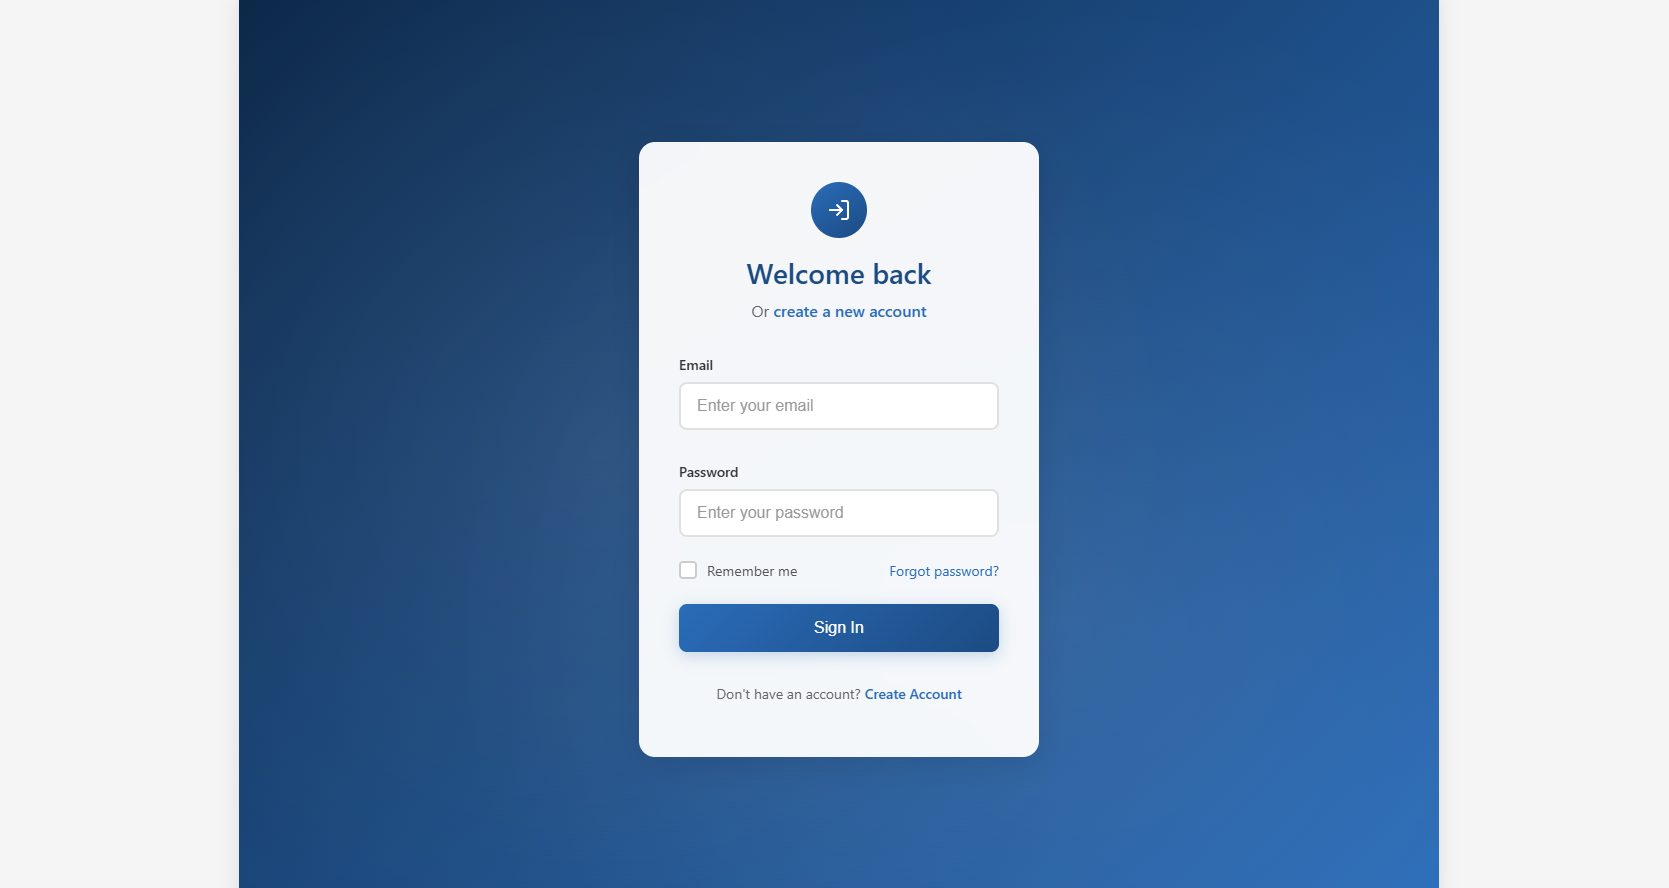 Welcome back
Or create a new account
Email
Enter your email
Password
Enter your password
Remember me
Forgot password?
Sign In
Don't have an account? Create Account